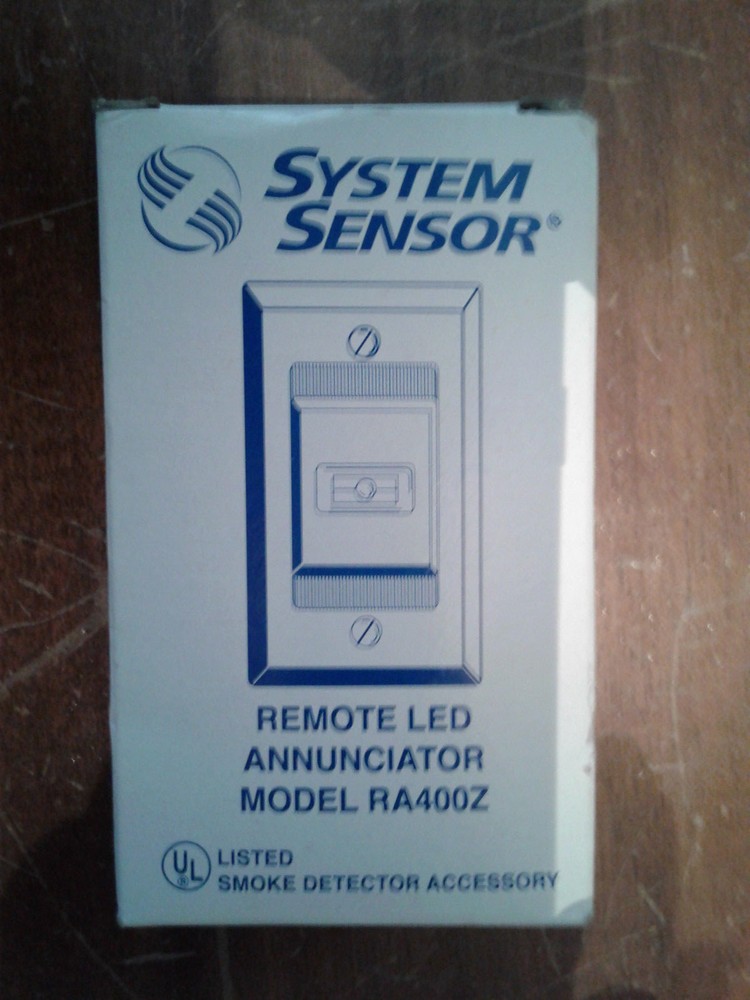 SYSTEM
SENSOR®
REMOTE LED
ANNUNCIATOR
MODEL RA400Z
UL® LISTED
SMOKE DETECTOR ACCESSORY